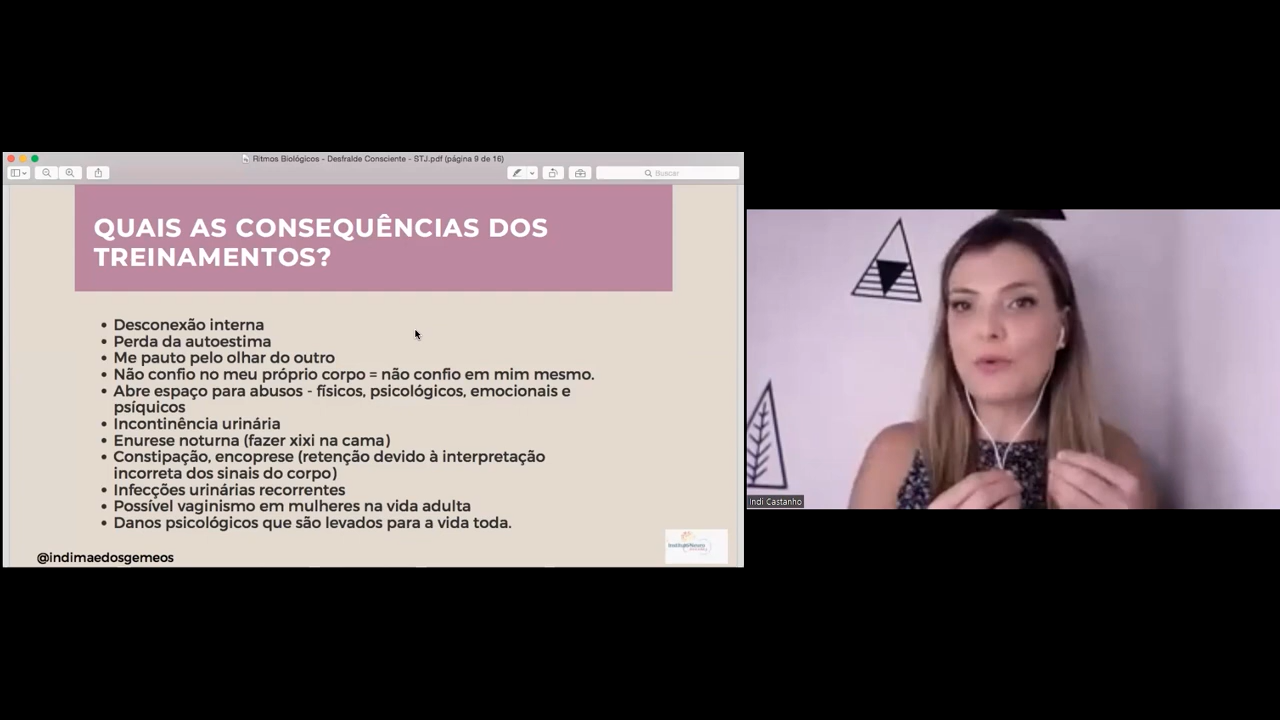 Ritmos Biológicos - Desfralde Consciente - STJ.pdf (página 9 de 16)
Buscar
QUAIS AS CONSEQUÊNCIAS DOS
TREINAMENTOS?
• Desconexão interna
• Perda da autoestima
• Me pauto pelo olhar do outro
• Não confio no meu próprio corpo = não confio em mim mesmo.
• Abre espaço para abusos - físicos, psicológicos, emocionais e
psíquicos
• Incontinência urinária
• Enurese noturna (fazer xixi na cama)
• Constipação, encoprese (retenção devido à interpretação
incorreta dos sinais do corpo)
• Infecções urinárias recorrentes
• Possível vaginismo em mulheres na vida adulta
• Danos psicológicos que são levados para a vida toda.
@indimaedosgemeos
Indi Castanho